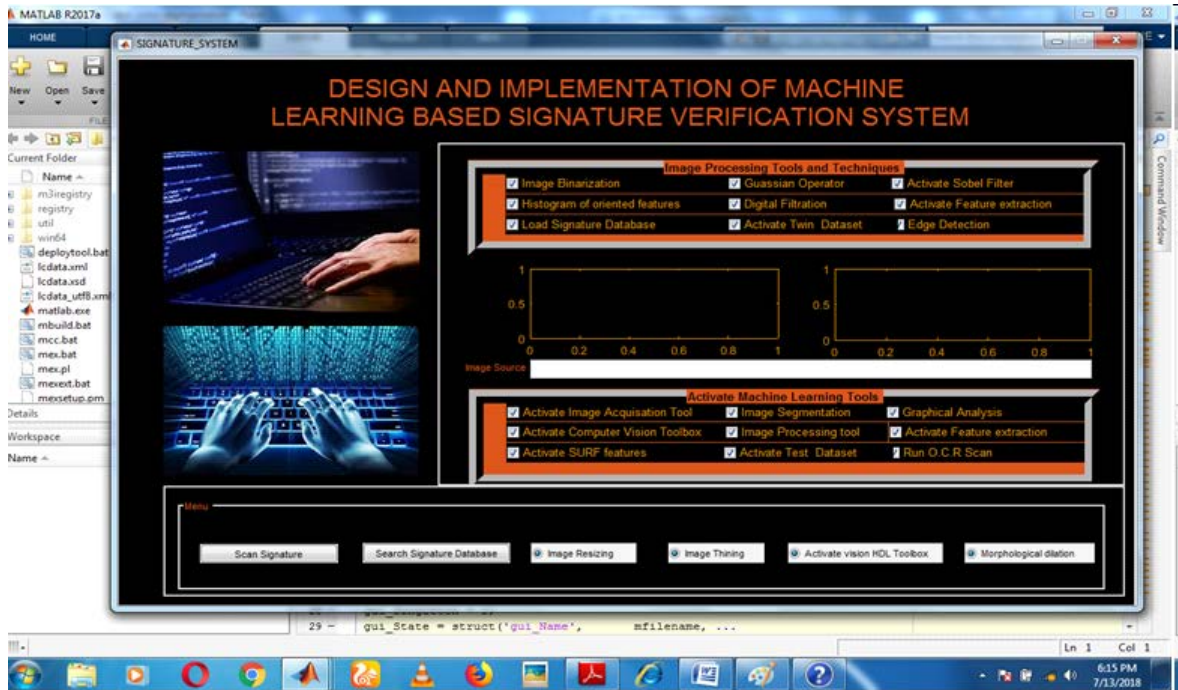 MATLAB R2017a
HOME
SIGNATURE_SYSTEM
E
New Open Save
FILE
Current Folder
Name
m3iregistry
registry
util
win64
deploytool.bat
lcdata.xml
lcdata.xsd
lcdata_utf8.xml
matlab.exe
mbuild.bat
mcc.bat
mex.bat
mex.pl
mexext.bat
mexsetup.pm
Details
Workspace
Name
Command Window
DESIGN AND IMPLEMENTATION OF MACHINE
LEARNING BASED SIGNATURE VERIFICATION SYSTEM
Image Processing Tools and Techniques
Image Binarization Guassian Operator Activate Sobel Filter
Histogram of oriented features Digital Filtration Activate Feature extraction
Load Signature Database Activate Twin Dataset Edge Detection
1 1
0.5 0.5
0 0
0 0.2 0.4 0.6 0.8 1 0 0.2 0.4 0.6 0.8 1
Image Source
Activate Machine Learning Tools
Activate Image Acquisation Tool Image Segmentation Graphical Analysis
Activate Computer Vision Toolbox Image Processing tool Activate Feature extraction
Activate SURF features Activate Test Dataset Run O.C.R Scan
Menu
Scan Signature Search Signature Database Image Resizing Image Thining Activate vision HDL Toolbox Morphological dilation
29 - gui_State = struct('gui_Name', mfilename, ...
Ln 1 Col 1
6:15 PM
7/13/2018